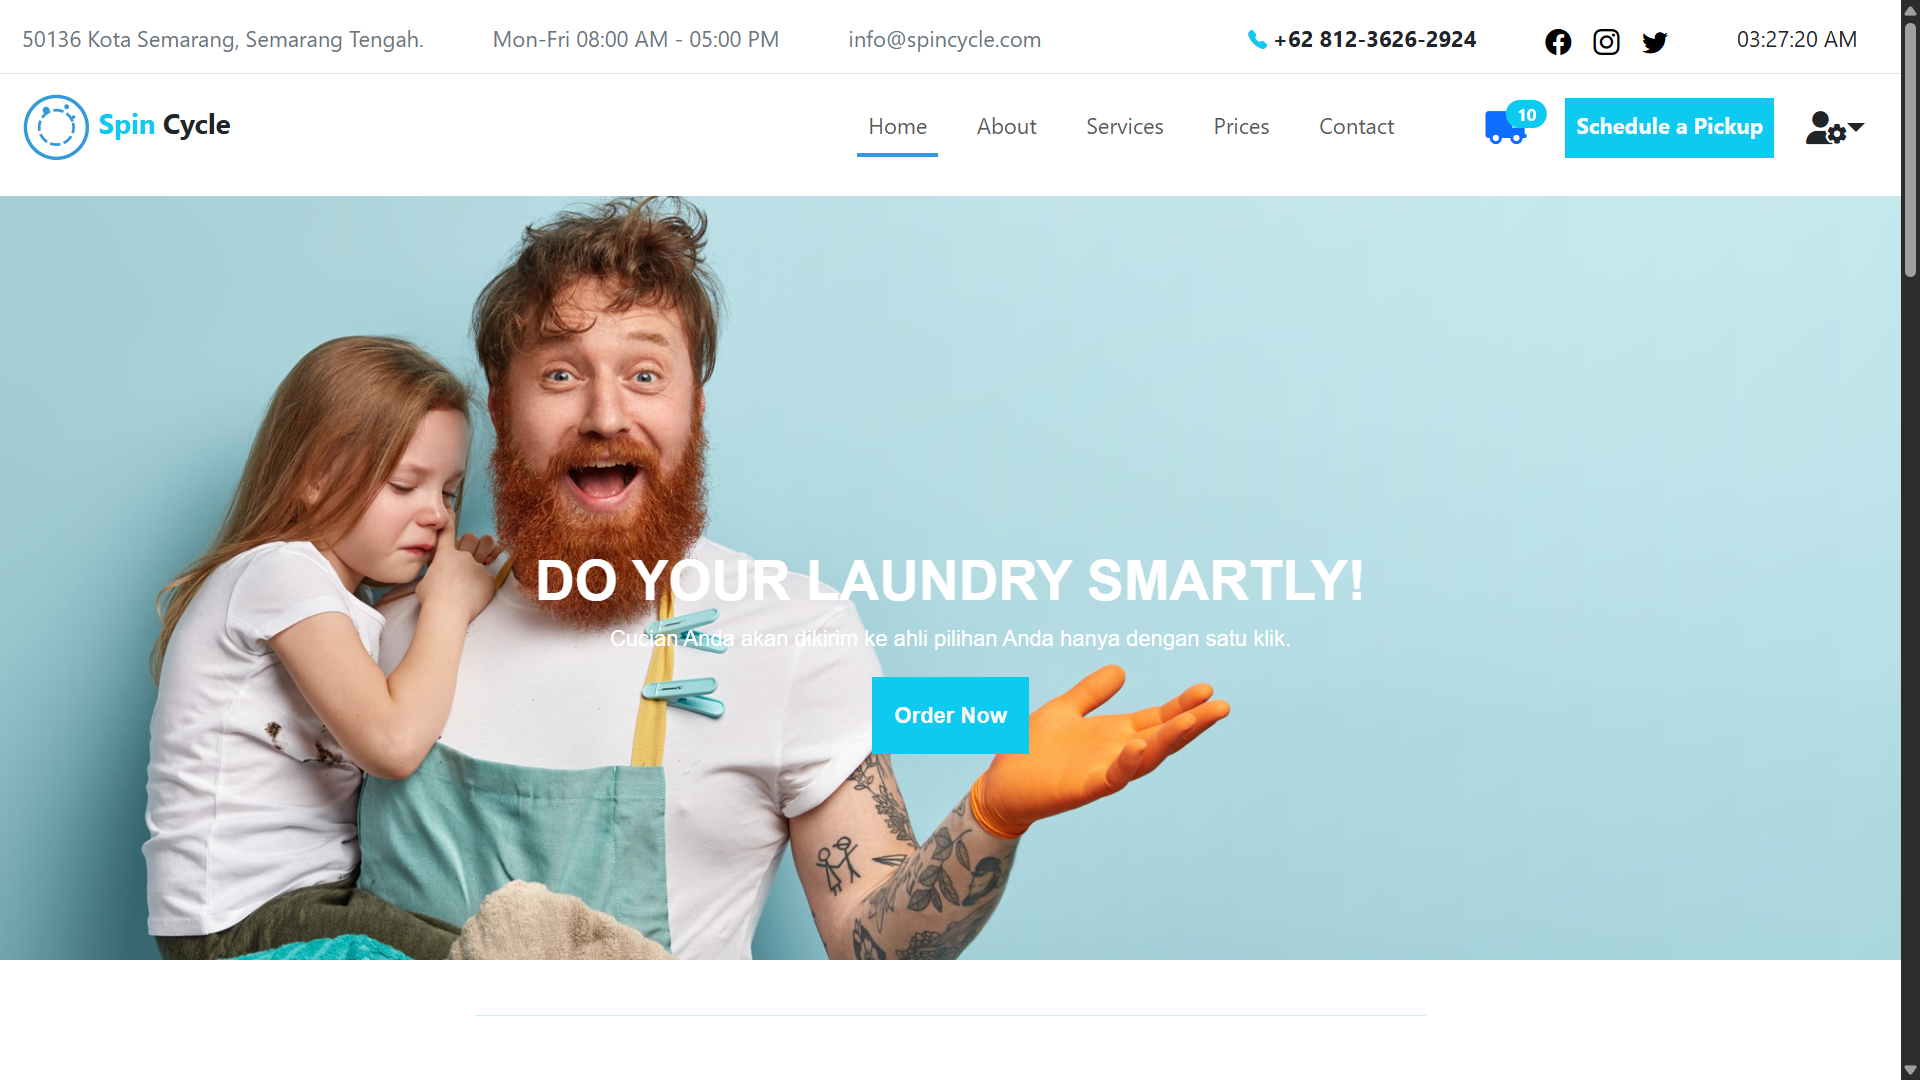 50136 Kota Semarang, Semarang Tengah.
Mon-Fri 08:00 AM - 05:00 PM
info@spincycle.com
+62 812-3626-2924
03:27:20 AM
Spin Cycle
Home
About
Services
Prices
Contact
10
Schedule a Pickup
DO YOUR LAUNDRY SMARTLY!
Cucian Anda akan dikirim ke ahli pilihan Anda hanya dengan satu klik.
Order Now